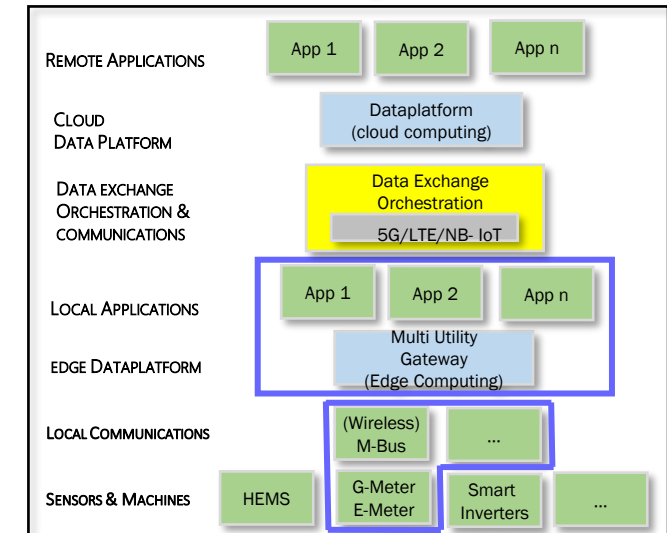 REMOTE APPLICATIONS
App 1
App 2
App n
CLOUD
DATA PLATFORM
Dataplatform
(cloud computing)
DATA EXCHANGE
ORCHESTRATION &
COMMUNICATIONS
Data Exchange
Orchestration
5G/LTE/NB- IoT
LOCAL APPLICATIONS
App 1
App 2
App n
EDGE DATAPLATFORM
Multi Utility
Gateway
(Edge Computing)
LOCAL COMMUNICATIONS
(Wireless)
M-Bus
...
SENSORS & MACHINES
HEMS
G-Meter
E-Meter
Smart
Inverters
...